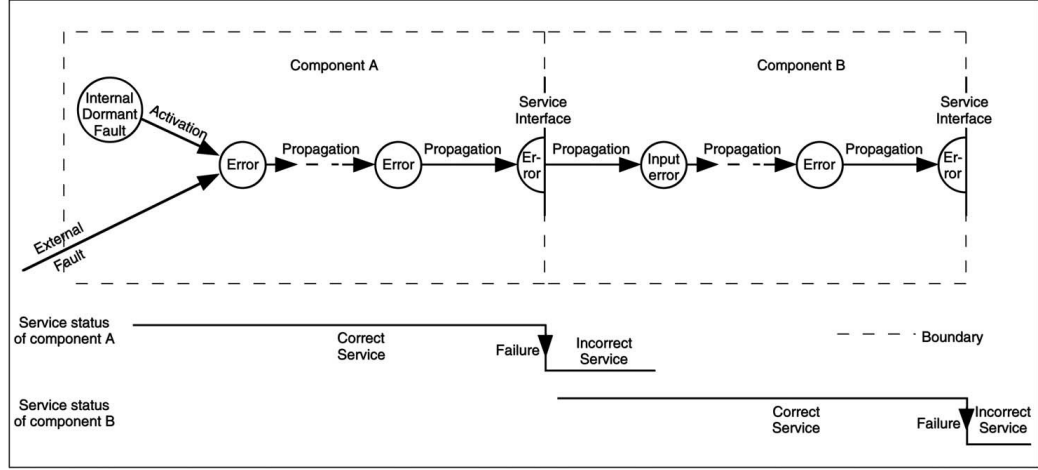 Component A
Component B
Internal
Dormant
Fault
Activation
Service
Interface
Service
Interface
Error
Propagation
Error
Propagation
Er-
ror
Propagation
Input
error
Propagation
Error
Propagation
Er-
ror
External
Fault
Service status
of component A
Correct
Service
Failure
Incorrect
Service
Boundary
Service status
of component B
Correct
Service
Failure
Incorrect
Service